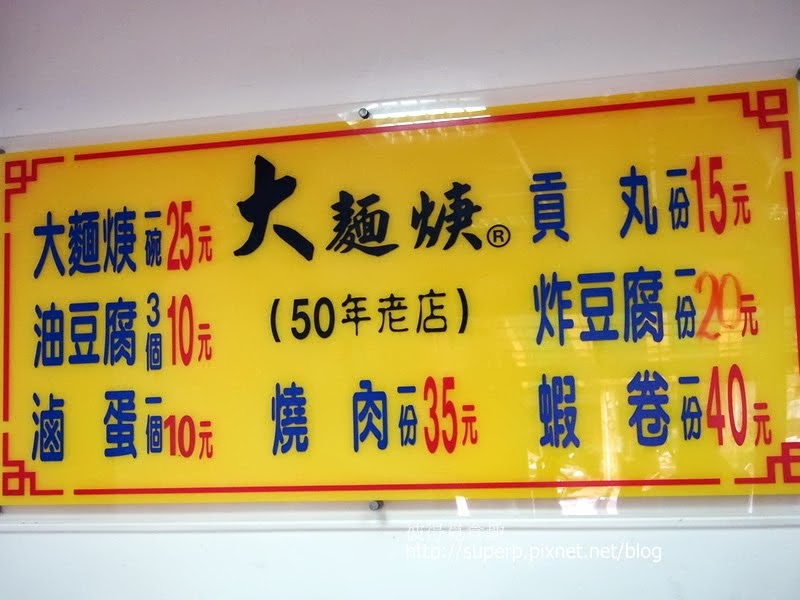 大麵焿®
(50年老店)
大麵焿一碗25元
油豆腐3個10元
滷蛋一個10元
燒肉一份35元
貢丸一份15元
炸豆腐一份20元
蝦卷一份40元
http://superp.pixnet.net/blog